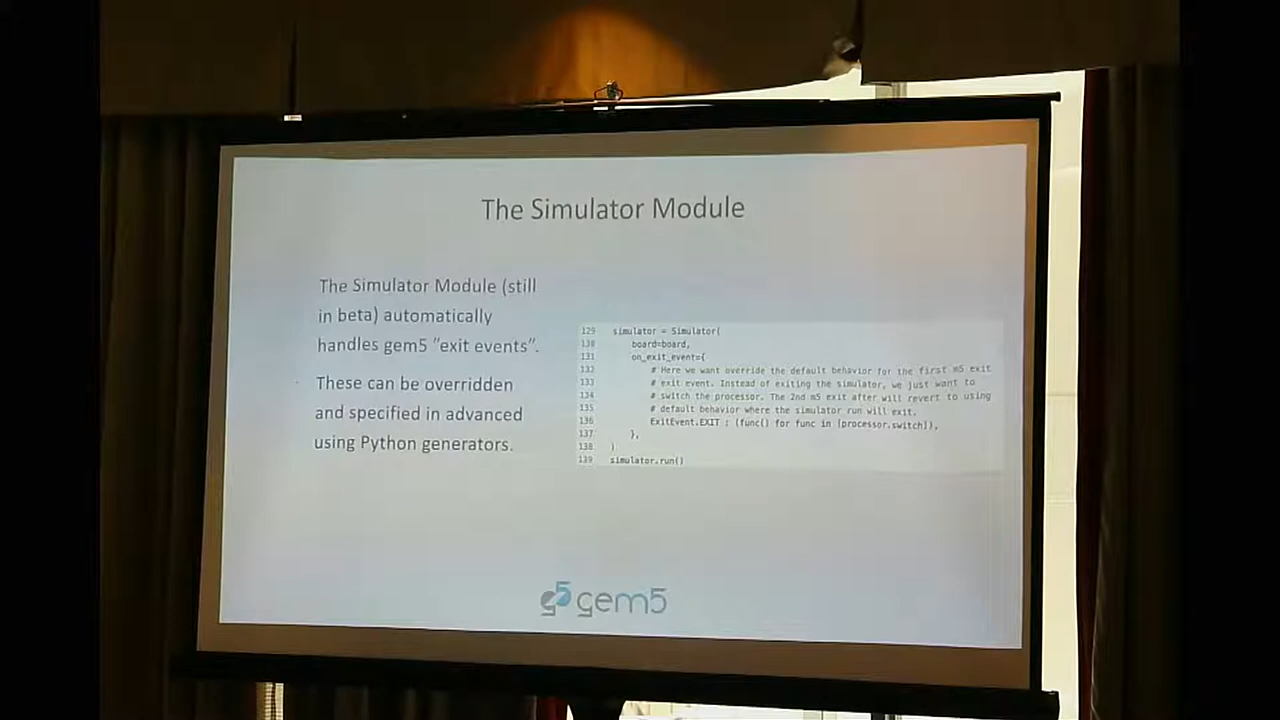 The Simulator Module
The Simulator Module (still
in beta) automatically
handles gem5 "exit events".
These can be overridden
and specified in advanced
using Python generators.
129 simulator = Simulator(
130 board=board,
131 on_exit_event={
132 # Here we want override the default behavior for the first m5 exit
133 # exit event. Instead of exiting the simulator, we just want to
134 # switch the processor. The 2nd m5 exit after will revert to using
135 # default behavior where the simulator run will exit.
136 ExitEvent.EXIT : (func() for func in [processor.switch]),
137 },
138 )
139 simulator.run()
g5 gem5